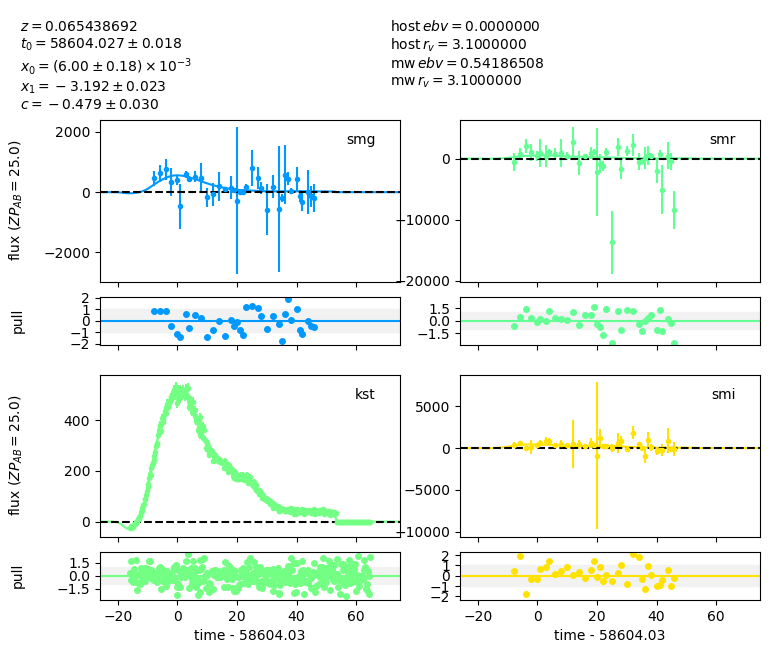 z = 0.065438692
t₀ = 58604.027 ± 0.018
x₀ = (6.00 ± 0.18) × 10⁻³
x₁ = − 3.192 ± 0.023
c = − 0.479 ± 0.030
host ebv = 0.0000000
host r_v = 3.1000000
mw ebv = 0.54186508
mw r_v = 3.1000000
flux (ZP_AB = 25.0)
2000
0
−2000
smg
0
−10000
−20000
smr
pull
2
1
0
−1
−2
1.5
0.0
−1.5
flux (ZP_AB = 25.0)
400
200
0
kst
5000
0
−5000
−10000
smi
pull
1.5
0.0
−1.5
2
1
0
−1
−2
−20 0 20 40 60
−20 0 20 40 60
time - 58604.03
time - 58604.03